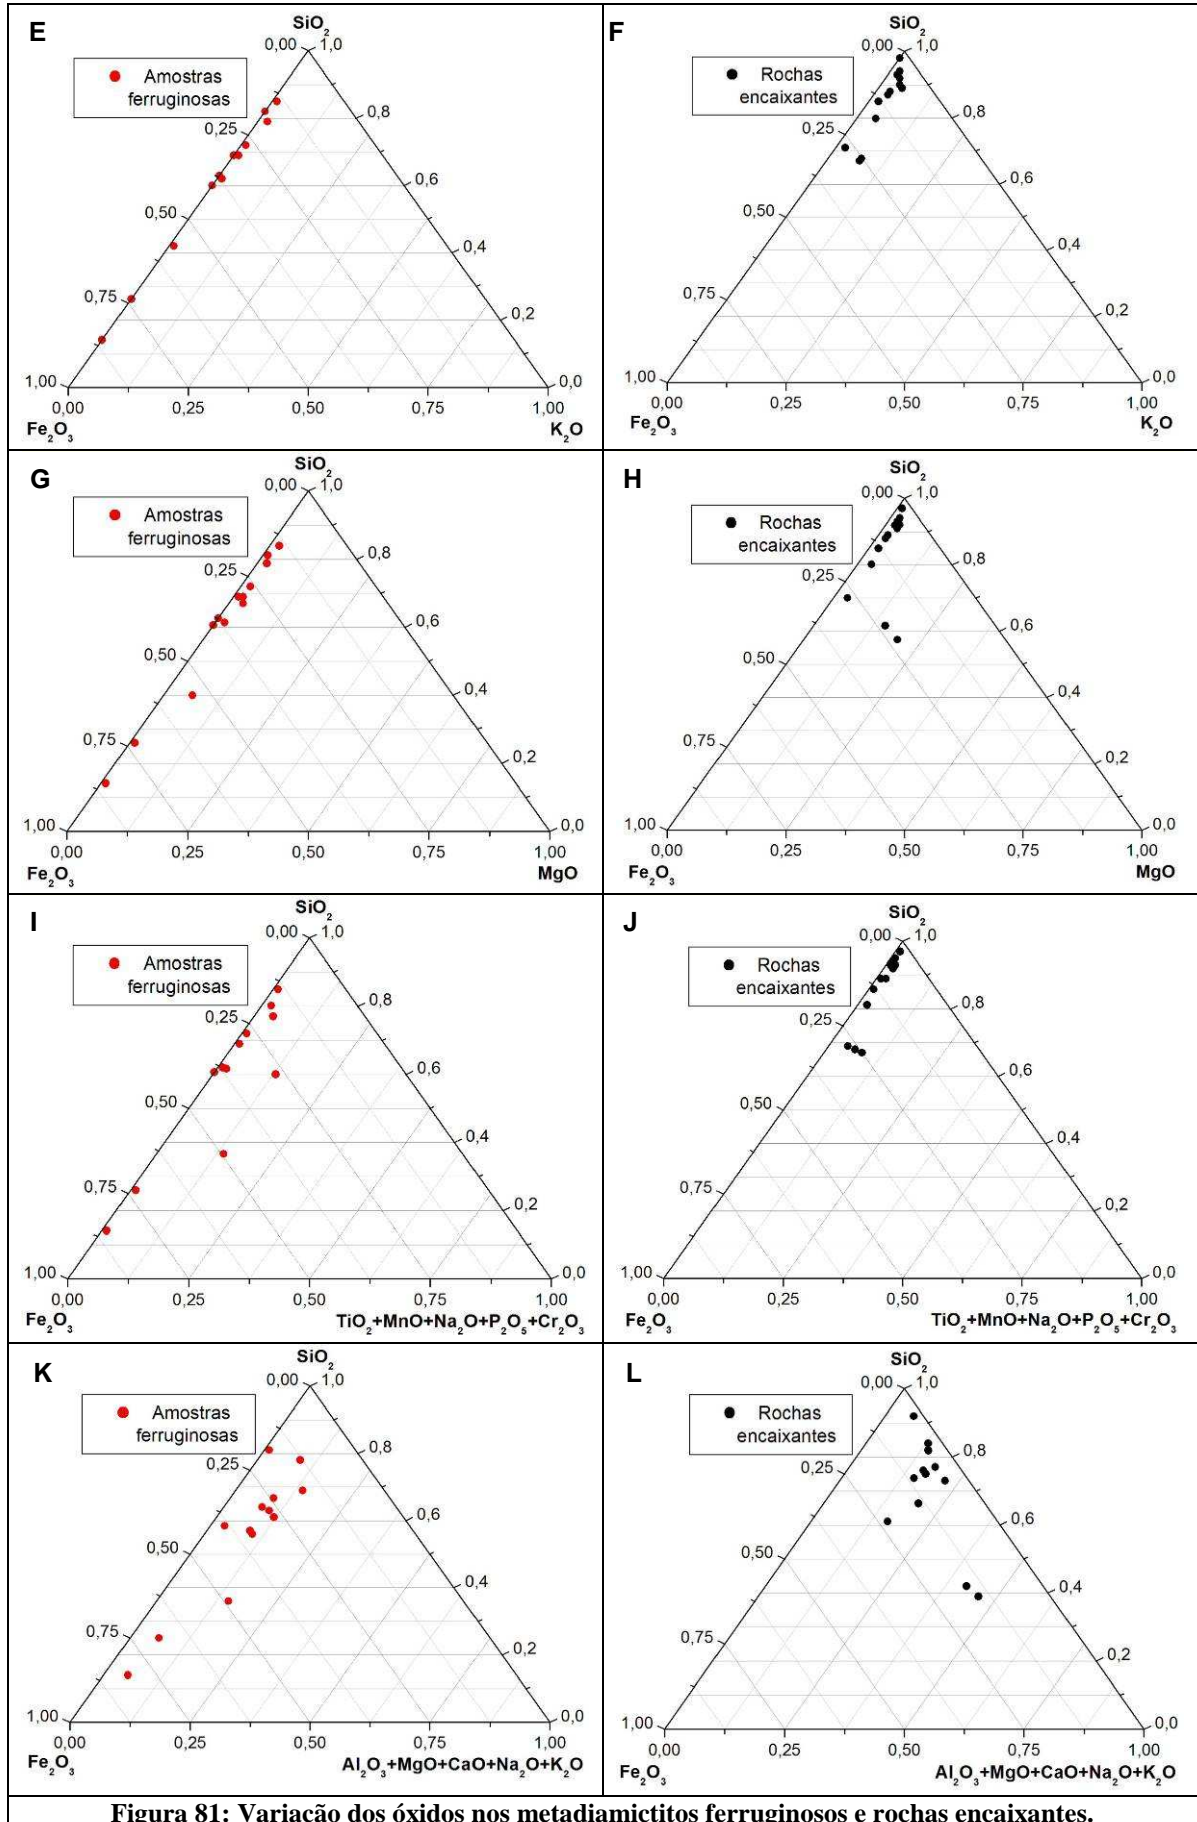 E
SiO2
0,00 1,0
Amostras
ferruginosas
0,8
0,25
0,6
0,50
0,4
0,75
0,2
1,00 0,0
0,00 0,25 0,50 0,75 1,00
Fe2O3 K2O
F
SiO2
0,00 1,0
Rochas
encaixantes
0,8
0,25
0,6
0,50
0,4
0,75
0,2
1,00 0,0
0,00 0,25 0,50 0,75 1,00
Fe2O3 K2O
G
SiO2
0,00 1,0
Amostras
ferruginosas
0,8
0,25
0,6
0,50
0,4
0,75
0,2
1,00 0,0
0,00 0,25 0,50 0,75 1,00
Fe2O3 MgO
H
SiO2
0,00 1,0
Rochas
encaixantes
0,8
0,25
0,6
0,50
0,4
0,75
0,2
1,00 0,0
0,00 0,25 0,50 0,75 1,00
Fe2O3 MgO
I
SiO2
0,00 1,0
Amostras
ferruginosas
0,8
0,25
0,6
0,50
0,4
0,75
0,2
1,00 0,0
0,00 0,25 0,50 0,75 1,00
Fe2O3 TiO2+MnO+Na2O+P2O5+Cr2O3
J
SiO2
0,00 1,0
Rochas
encaixantes
0,8
0,25
0,6
0,50
0,4
0,75
0,2
1,00 0,0
0,00 0,25 0,50 0,75 1,00
Fe2O3 TiO2+MnO+Na2O+P2O5+Cr2O3
K
SiO2
0,00 1,0
Amostras
ferruginosas
0,8
0,25
0,6
0,50
0,4
0,75
0,2
1,00 0,0
0,00 0,25 0,50 0,75 1,00
Fe2O3 Al2O3+MgO+CaO+Na2O+K2O
L
SiO2
0,00 1,0
Rochas
encaixantes
0,8
0,25
0,6
0,50
0,4
0,75
0,2
1,00 0,0
0,00 0,25 0,50 0,75 1,00
Fe2O3 Al2O3+MgO+CaO+Na2O+K2O
Figura 81: Variação dos óxidos nos metadiamictitos ferruginosos e rochas encaixantes.